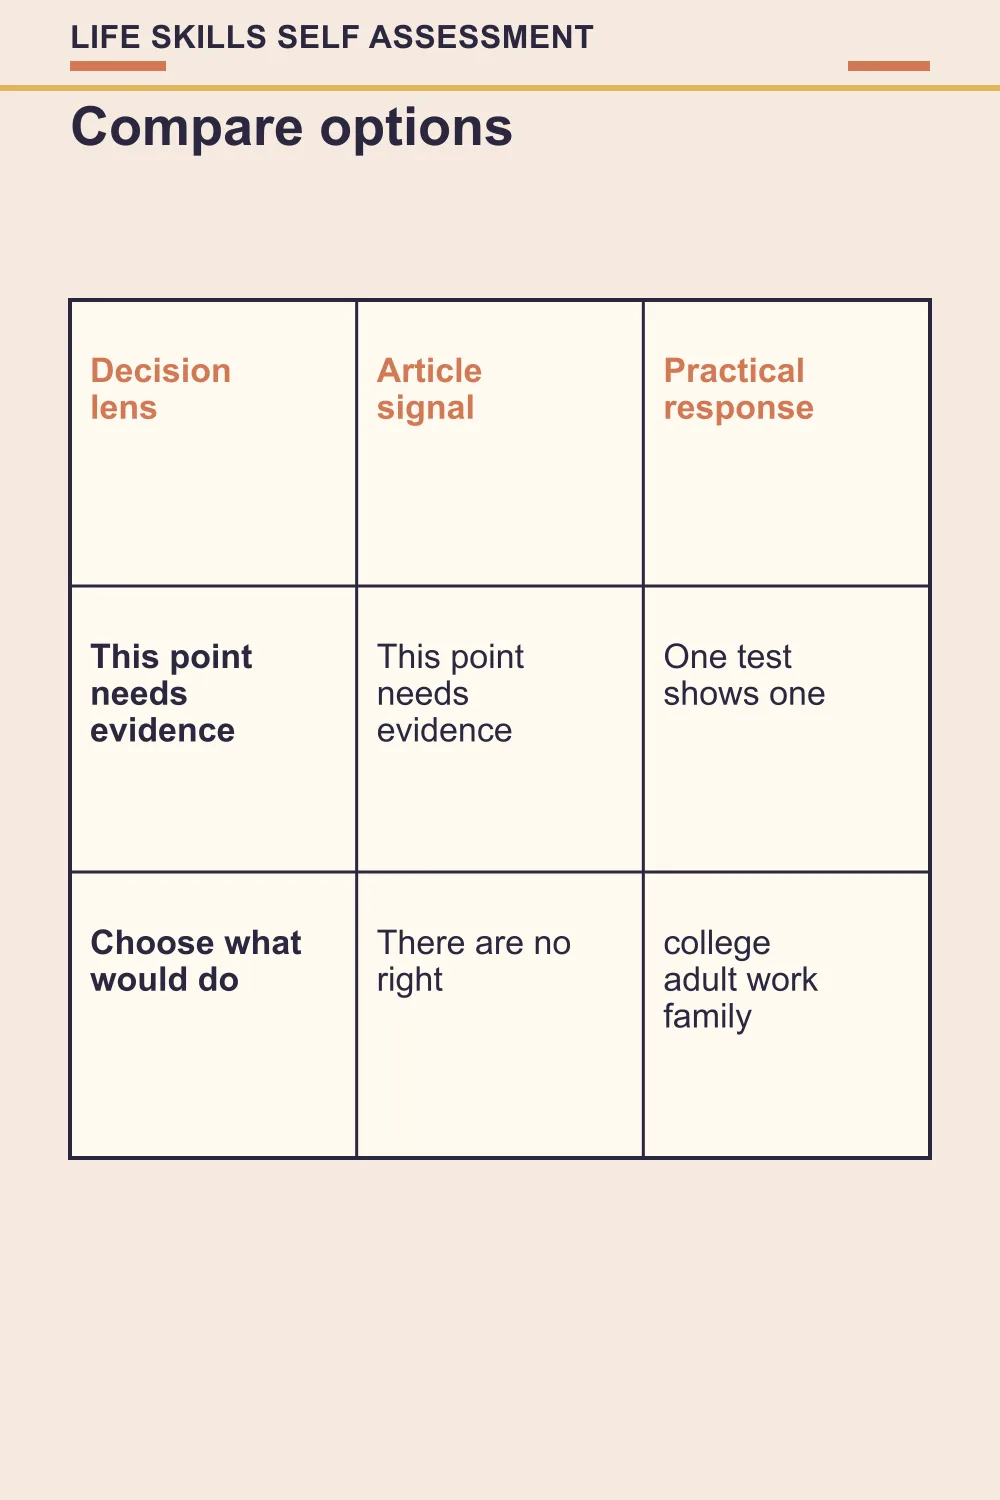 LIFE SKILLS SELF ASSESSMENT
Compare options
Decision
lens
Article
signal
Practical
response
This point
needs
evidence
This point
needs
evidence
One test
shows one
Choose what
would do
There are no
right
college
adult work
family